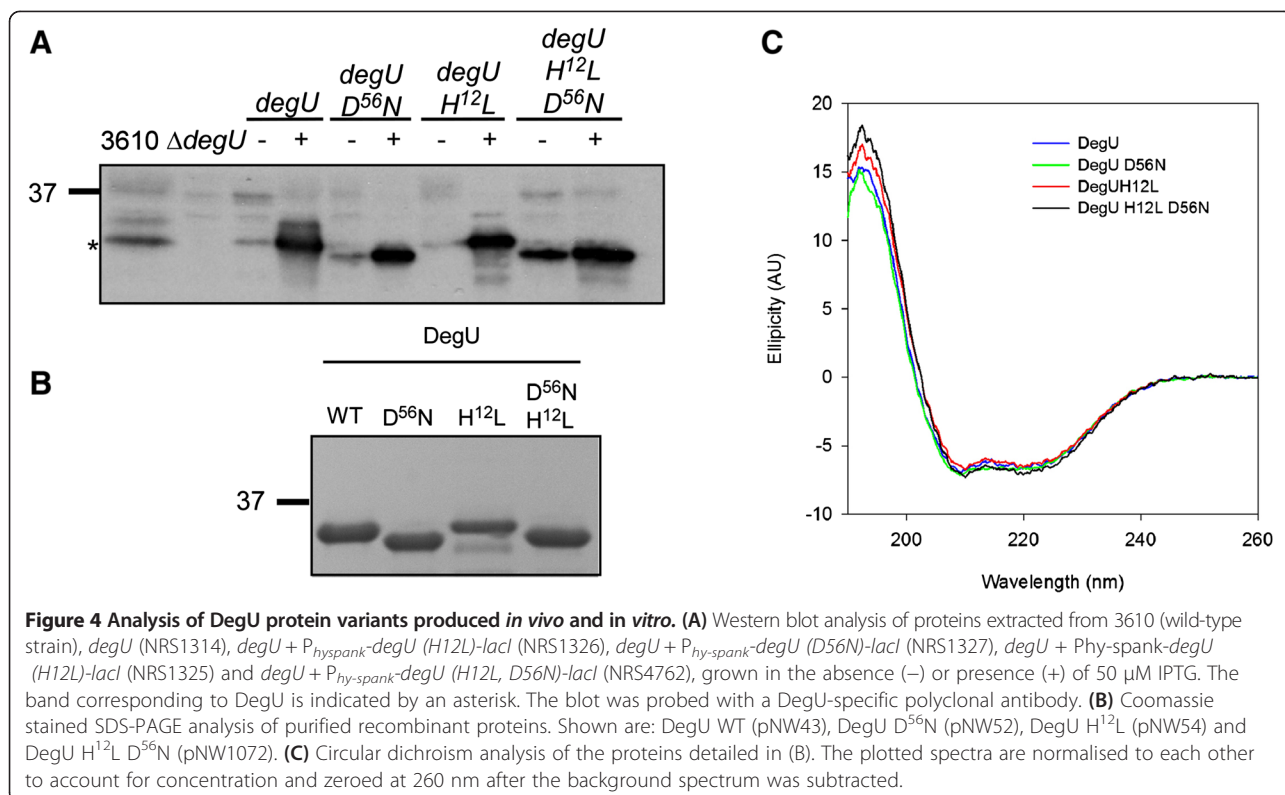 A
degU
degU
degU H¹²L
degU D⁵⁶N H¹²L D⁵⁶N
3610 ΔdegU - + - + - + - +
37
*
DegU
B
D⁵⁶N
WT D⁵⁶N H¹²L H¹²L
37
C
20
15
10
5
0
-5
-10
Ellipicity (AU)
DegU
DegU D56N
DegUH12L
DegU H12L D56N
200 220 240 260
Wavelength (nm)
Figure 4 Analysis of DegU protein variants produced in vivo and in vitro. (A) Western blot analysis of proteins extracted from 3610 (wild-type
strain), degU (NRS1314), degU + Physpank-degU (H12L)-lacI (NRS1326), degU + Phy-spank-degU (D56N)-lacI (NRS1327), degU + Phy-spank-degU
(H12L)-lacI (NRS1325) and degU + Phy-spank-degU (H12L, D56N)-lacI (NRS4762), grown in the absence (−) or presence (+) of 50 μM IPTG. The
band corresponding to DegU is indicated by an asterisk. The blot was probed with a DegU-specific polyclonal antibody. (B) Coomassie
stained SDS-PAGE analysis of purified recombinant proteins. Shown are: DegU WT (pNW43), DegU D⁵⁶N (pNW52), DegU H¹²L (pNW54) and
DegU H¹²L D⁵⁶N (pNW1072). (C) Circular dichroism analysis of the proteins detailed in (B). The plotted spectra are normalised to each other
to account for concentration and zeroed at 260 nm after the background spectrum was subtracted.